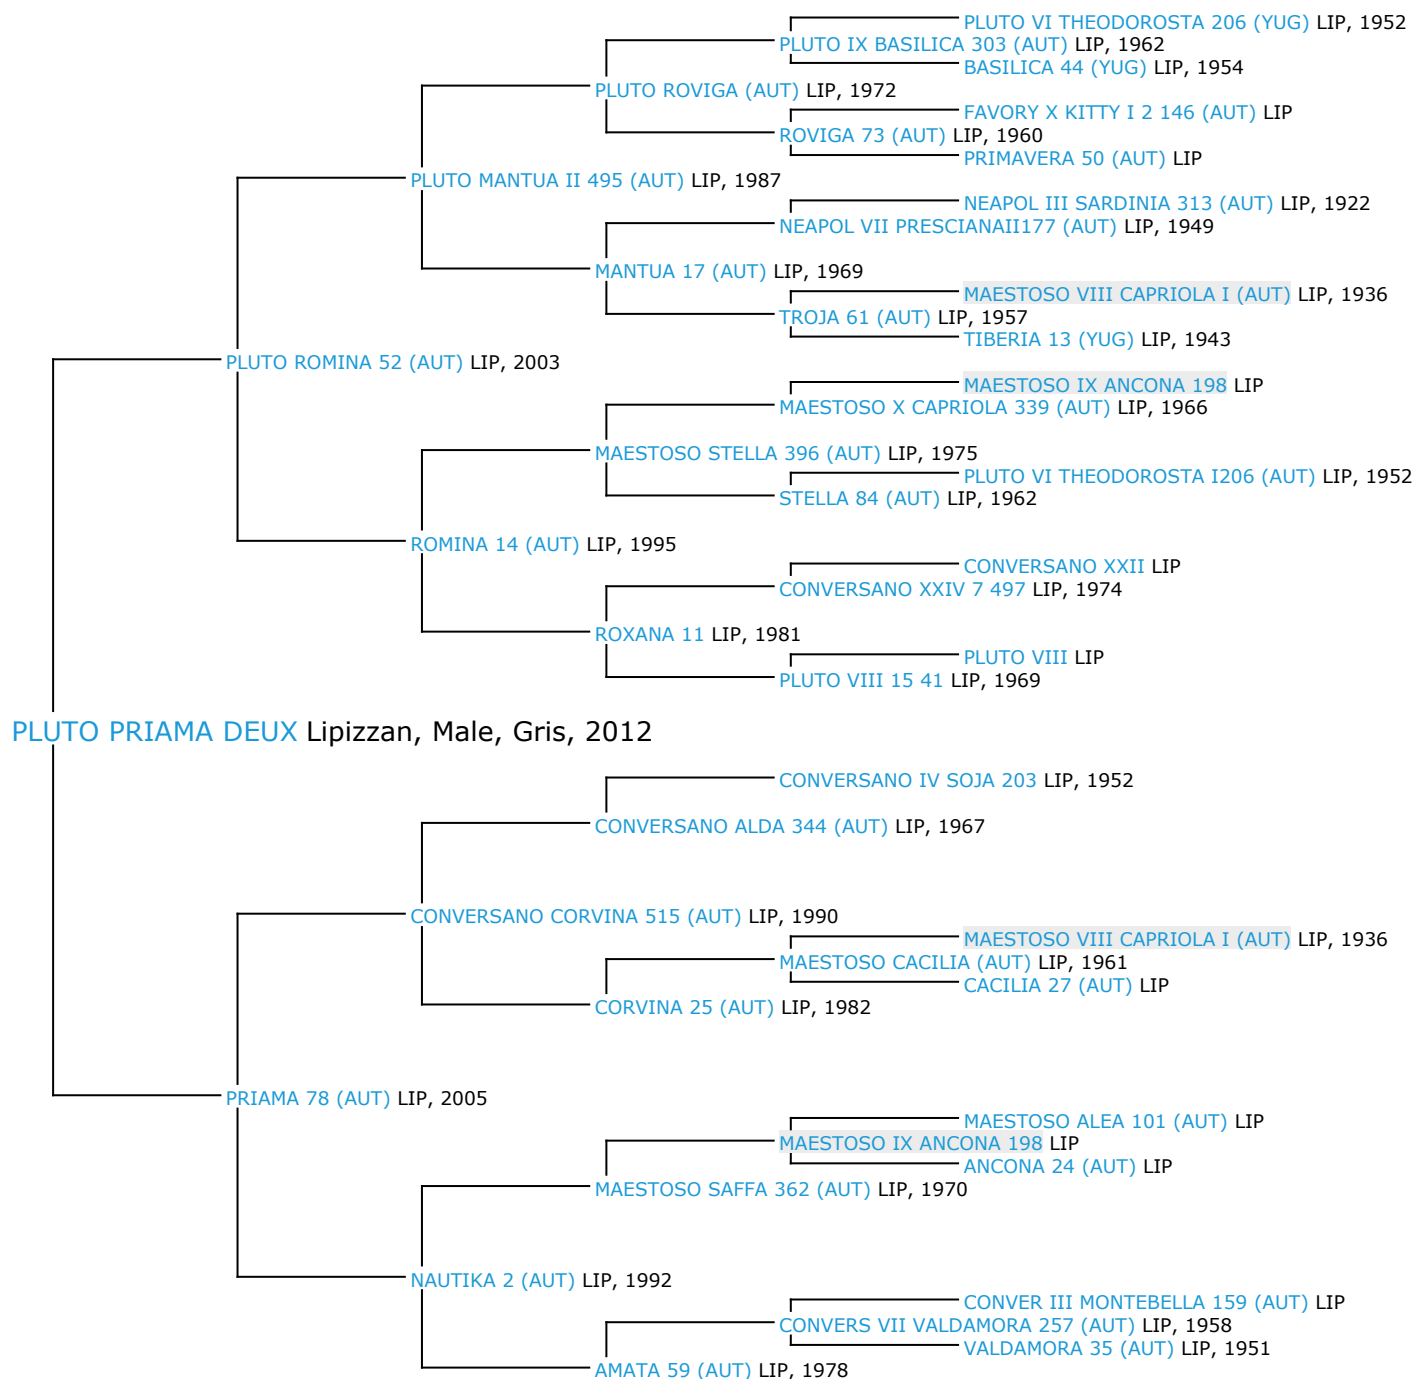 PLUTO VI THEODOROSTA 206 (YUG) LIP, 1952
PLUTO IX BASILICA 303 (AUT) LIP, 1962
BASILICA 44 (YUG) LIP, 1954
PLUTO ROVIGA (AUT) LIP, 1972
FAVORY X KITTY I 2 146 (AUT) LIP
ROVIGA 73 (AUT) LIP, 1960
PRIMAVERA 50 (AUT) LIP
PLUTO MANTUA II 495 (AUT) LIP, 1987
NEAPOL III SARDINIA 313 (AUT) LIP, 1922
NEAPOL VII PRESCIANAII177 (AUT) LIP, 1949
MANTUA 17 (AUT) LIP, 1969
MAESTOSO VIII CAPRIOLA I (AUT) LIP, 1936
TROJA 61 (AUT) LIP, 1957
TIBERIA 13 (YUG) LIP, 1943
PLUTO ROMINA 52 (AUT) LIP, 2003
MAESTOSO IX ANCONA 198 LIP
MAESTOSO X CAPRIOLA 339 (AUT) LIP, 1966
MAESTOSO STELLA 396 (AUT) LIP, 1975
PLUTO VI THEODOROSTA I206 (AUT) LIP, 1952
STELLA 84 (AUT) LIP, 1962
ROMINA 14 (AUT) LIP, 1995
CONVERSANO XXII LIP
CONVERSANO XXIV 7 497 LIP, 1974
ROXANA 11 LIP, 1981
PLUTO VIII LIP
PLUTO VIII 15 41 LIP, 1969
PLUTO PRIAMA DEUX Lipizzan, Male, Gris, 2012
CONVERSANO IV SOJA 203 LIP, 1952
CONVERSANO ALDA 344 (AUT) LIP, 1967
CONVERSANO CORVINA 515 (AUT) LIP, 1990
MAESTOSO VIII CAPRIOLA I (AUT) LIP, 1936
MAESTOSO CACILIA (AUT) LIP, 1961
CACILIA 27 (AUT) LIP
CORVINA 25 (AUT) LIP, 1982
PRIAMA 78 (AUT) LIP, 2005
MAESTOSO ALEA 101 (AUT) LIP
MAESTOSO IX ANCONA 198 LIP
ANCONA 24 (AUT) LIP
MAESTOSO SAFFA 362 (AUT) LIP, 1970
NAUTIKA 2 (AUT) LIP, 1992
CONVER III MONTEBELLA 159 (AUT) LIP
CONVERS VII VALDAMORA 257 (AUT) LIP, 1958
VALDAMORA 35 (AUT) LIP, 1951
AMATA 59 (AUT) LIP, 1978